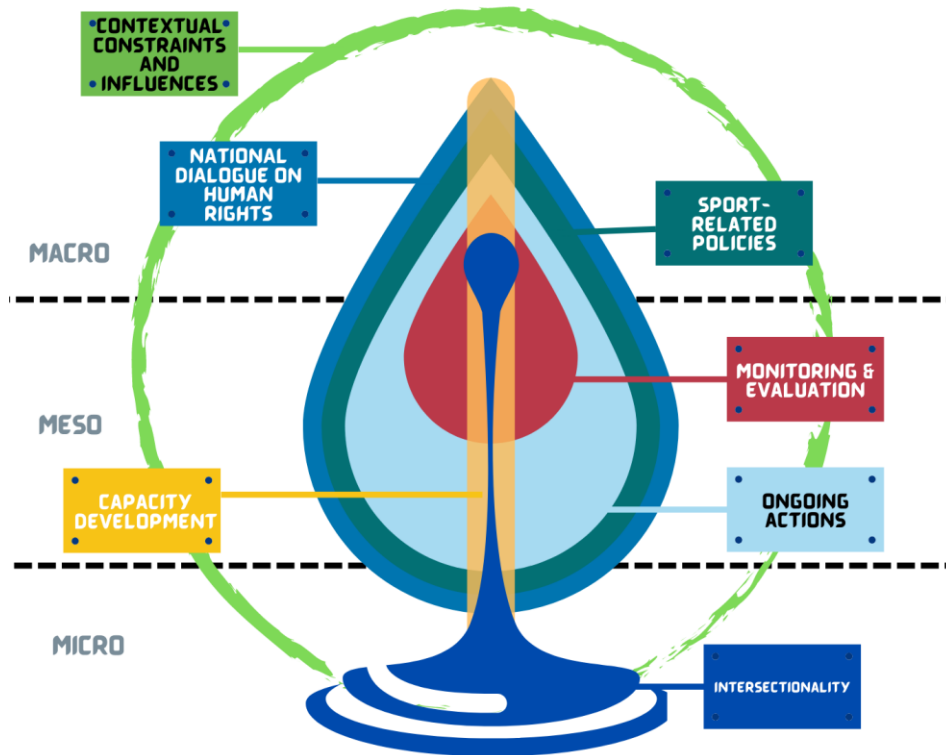 CONTEXTUAL
CONSTRAINTS
AND
INFLUENCES
NATIONAL
DIALOGUE ON
HUMAN
RIGHTS
SPORT-
RELATED
POLICIES
MACRO
MONITORING &
EVALUATION
MESO
CAPACITY
DEVELOPMENT
ONGOING
ACTIONS
MICRO
INTERSECTIONALITY